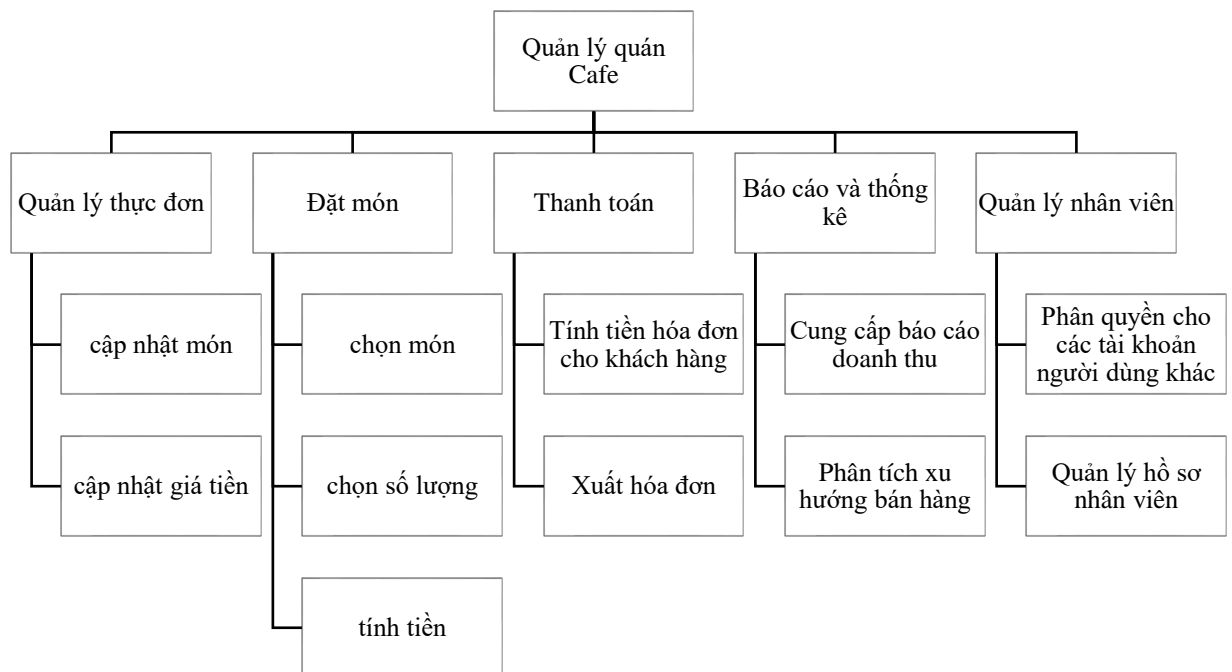 Quản lý quán
Cafe
Quản lý thực đơn
Đặt món
Thanh toán
Báo cáo và thống
kê
Quản lý nhân viên
cập nhật món
chọn món
Tính tiền hóa đơn
cho khách hàng
Cung cấp báo cáo
doanh thu
Phân quyền cho
các tài khoản
người dùng khác
cập nhật giá tiền
chọn số lượng
Xuất hóa đơn
Phân tích xu
hướng bán hàng
Quản lý hồ sơ
nhân viên
tính tiền